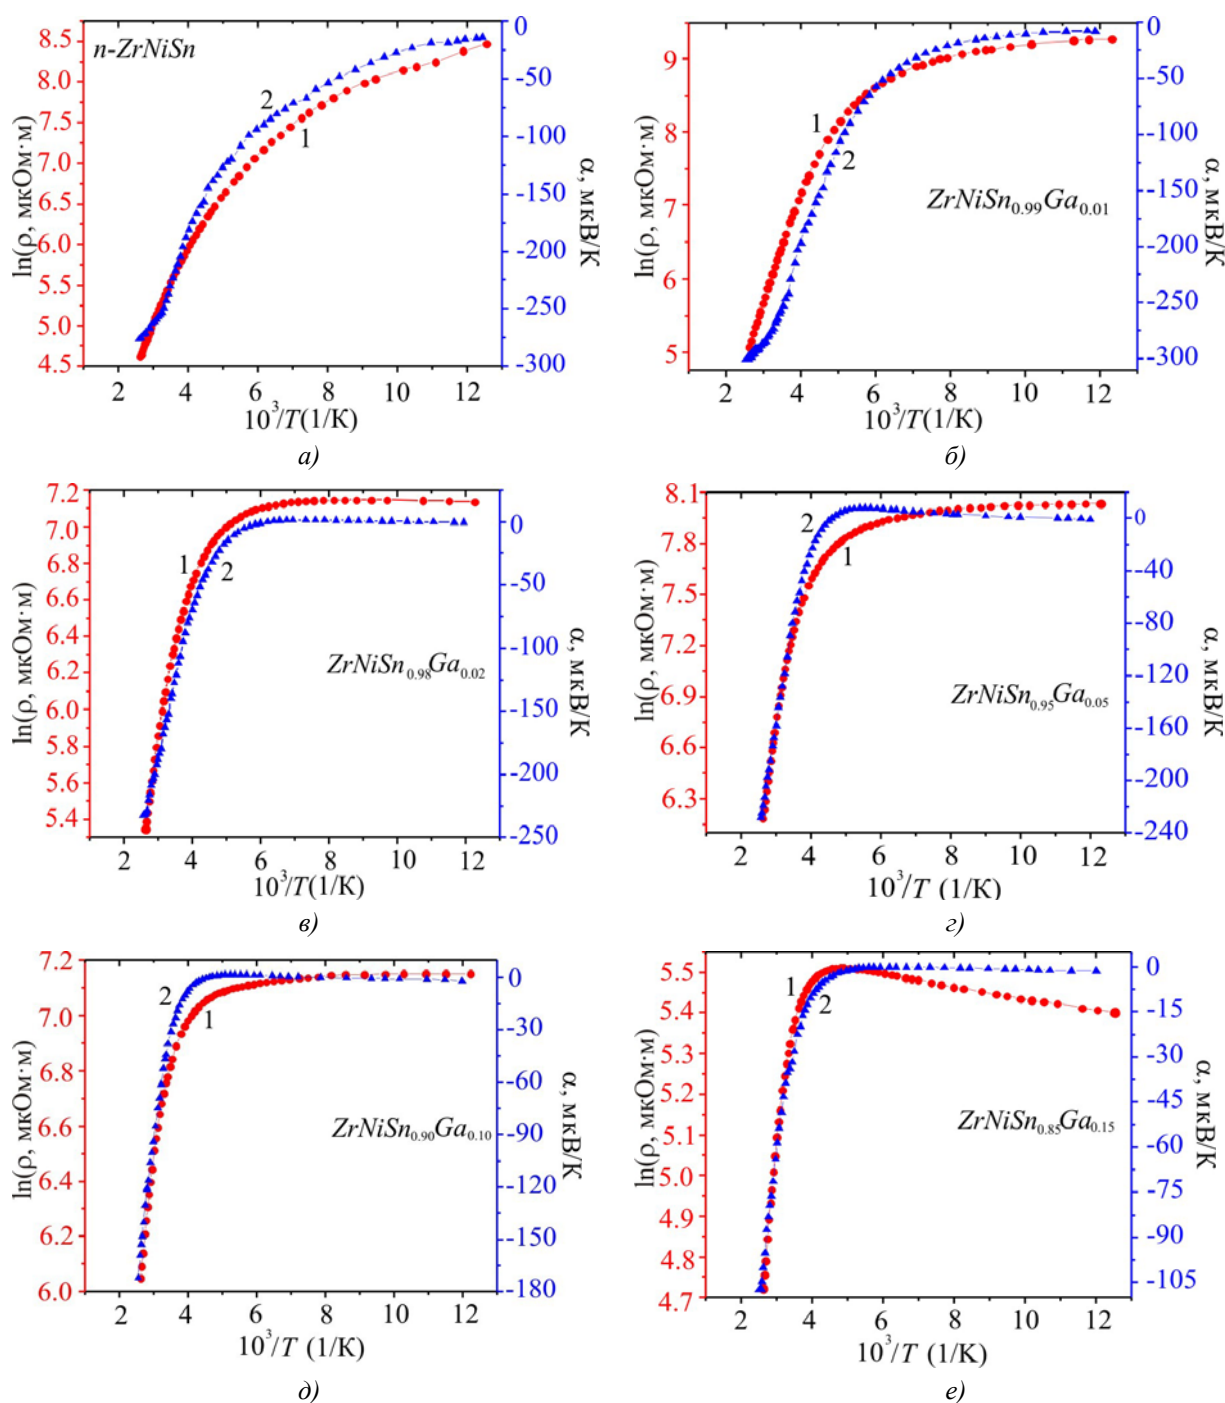 n-ZrNiSn
2
1
8.5
8.0
7.5
7.0
6.5
6.0
5.5
5.0
4.5
0
-50
-100
-150
-200
-250
-300
ln(ρ, мкОм·м)
α, мкВ/К
2 4 6 8 10 12
10³/T(1/К)
а)
9
8
7
6
5
0
-50
-100
-150
-200
-250
-300
1
2
ZrNiSn₀.₉₉Ga₀.₀₁
ln(ρ, мкОм·м)
α, мкВ/К
2 4 6 8 10 12
10³/T(1/К)
б)
7.2
7.0
6.8
6.6
6.4
6.2
6.0
5.8
5.6
5.4
0
-50
-100
-150
-200
-250
1
2
ZrNiSn₀.₉₈Ga₀.₀₂
ln(ρ, мкОм·м)
α, мкВ/К
2 4 6 8 10 12
10³/T(1/К)
в)
8.1
7.8
7.5
7.2
6.9
6.6
6.3
0
-40
-80
-120
-160
-200
-240
2
1
ZrNiSn₀.₉₅Ga₀.₀₅
ln(ρ, мкОм·м)
α, мкВ/К
2 4 6 8 10 12
10³/T (1/К)
г)
7.2
7.0
6.8
6.6
6.4
6.2
6.0
0
-30
-60
-90
-120
-150
-180
2
1
ZrNiSn₀.₉₀Ga₀.₁₀
ln(ρ, мкОм·м)
α, мкВ/К
2 4 6 8 10 12
10³/T (1/К)
д)
5.5
5.4
5.3
5.2
5.1
5.0
4.9
4.8
4.7
0
-15
-30
-45
-60
-75
-90
-105
1
2
ZrNiSn₀.₈₅Ga₀.₁₅
ln(ρ, мкОм·м)
α, мкВ/К
2 4 6 8 10 12
10³/T (1/К)
е)